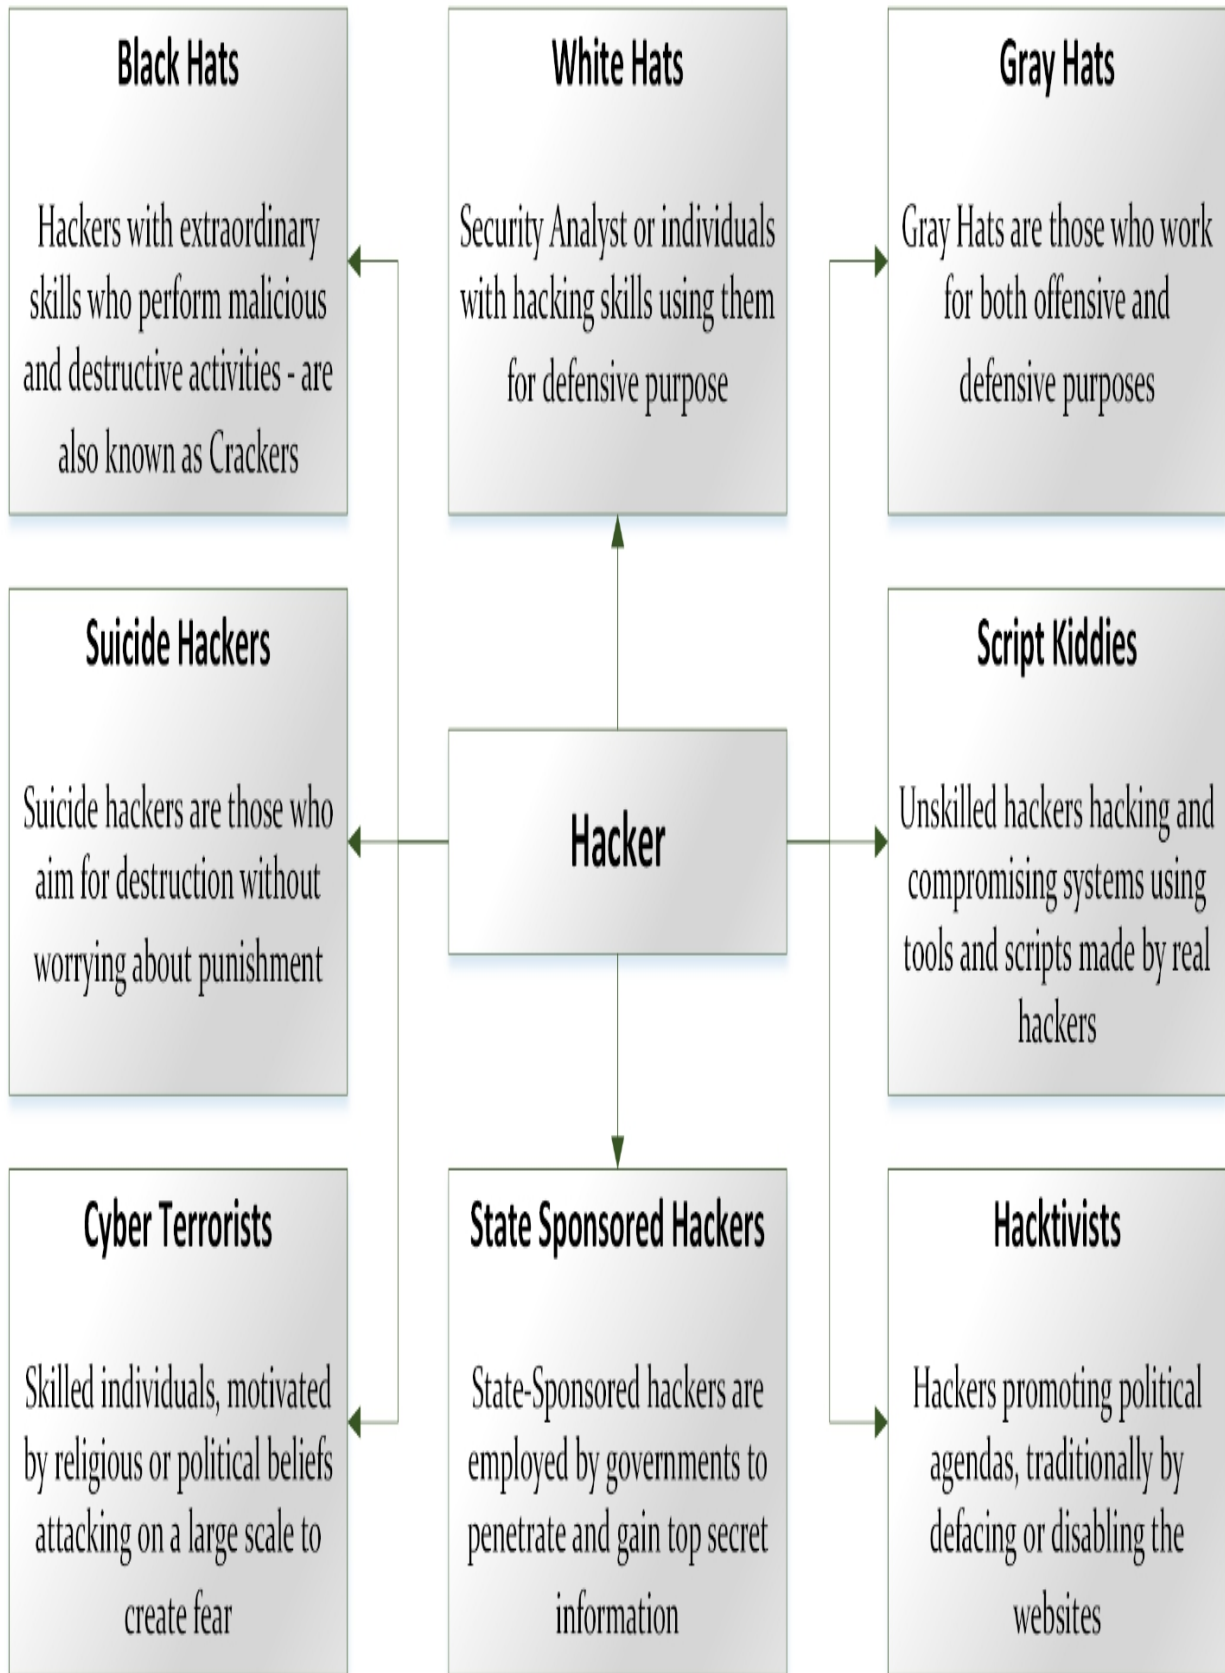 Black Hats
Hackers with extraordinary
skills who perform malicious
and destructive activities - are
also known as Crackers
White Hats
Security Analyst or individuals
with hacking skills using them
for defensive purpose
Gray Hats
Gray Hats are those who work
for both offensive and
defensive purposes
Suicide Hackers
Suicide hackers are those who
aim for destruction without
worrying about punishment
Hacker
Script Kiddies
Unskilled hackers hacking and
compromising systems using
tools and scripts made by real
hackers
Cyber Terrorists
Skilled individuals, motivated
by religious or political beliefs
attacking on a large scale to
create fear
State Sponsored Hackers
State-Sponsored hackers are
employed by governments to
penetrate and gain top secret
information
Hacktivists
Hackers promoting political
agendas, traditionally by
defacing or disabling the
websites